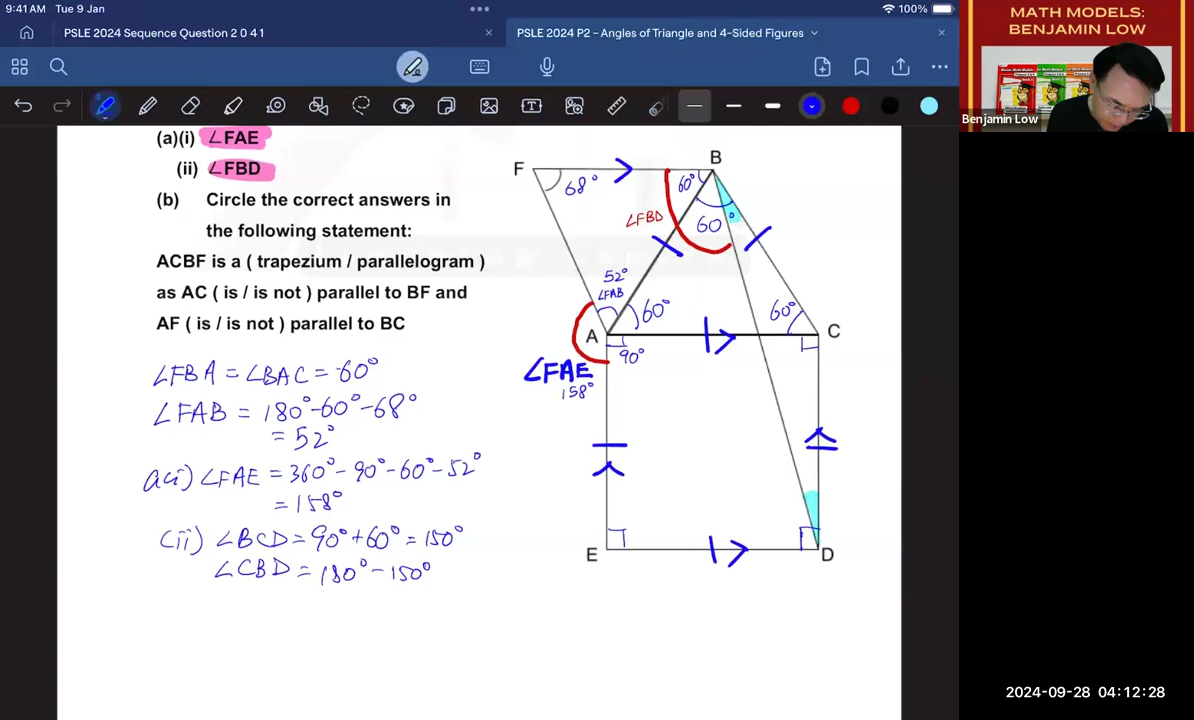 9:41 AM Tue 9 Jan
100%
PSLE 2024 Sequence Question 2 0 4 1
PSLE 2024 P2 - Angles of Triangle and 4-Sided Figures
MATH MODELS:
BENJAMIN LOW
Benjamin Low
(a)(i) ∠FAE
(ii) ∠FBD
(b) Circle the correct answers in
the following statement:
ACBF is a ( trapezium / parallelogram )
as AC ( is / is not ) parallel to BF and
AF ( is / is not ) parallel to BC
∠FBA = ∠BAC = 60°
∠FAB = 180° - 60° - 68°
= 52°
a(i) ∠FAE = 360° - 90° - 60° - 52°
= 158°
(ii) ∠BCD = 90° + 60° = 150°
∠CBD = 180° - 150°
F
B
68°
60°
∠FBD
60°
52°
∠FAB
60°
60°
A
C
90°
∠FAE
158°
E
D
2024-09-28 04:12:28